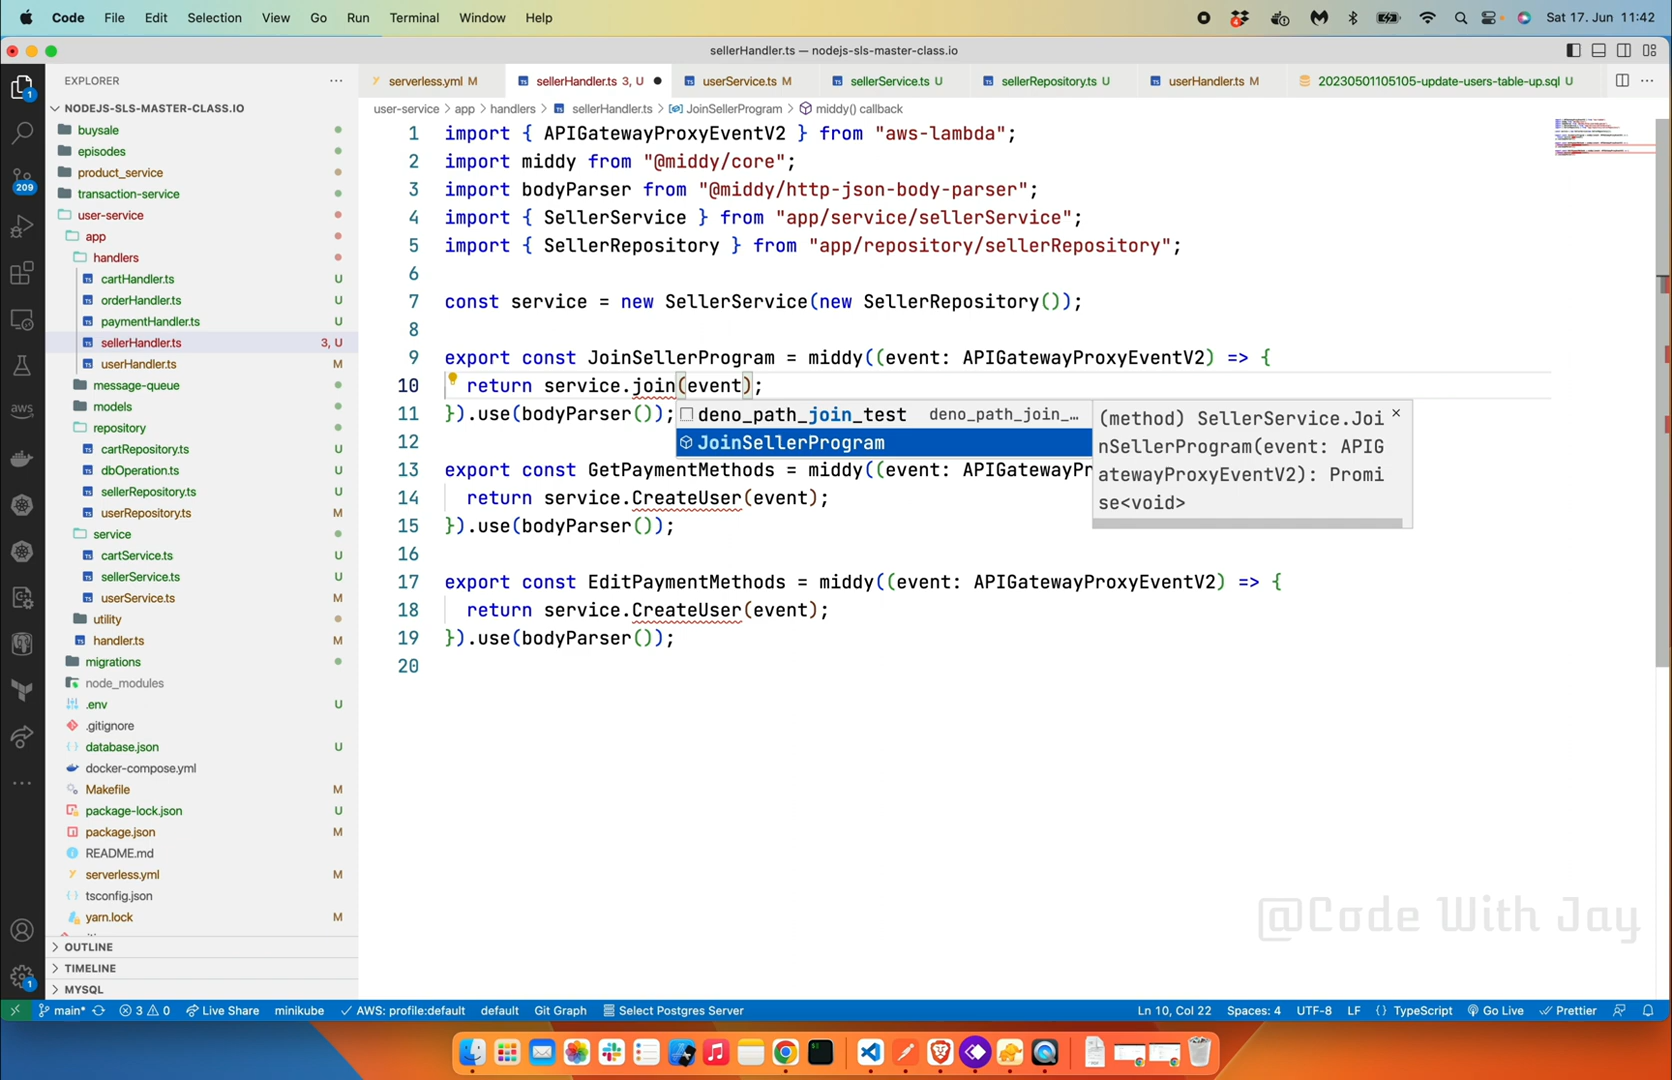 Code File Edit Selection View Go Run Terminal Window Help Sat 17. Jun 11:42
sellerHandler.ts — nodejs-sls-master-class.io
EXPLORER
serverless.yml M sellerHandler.ts 3, U userService.ts M sellerService.ts U sellerRepository.ts U userHandler.ts M 20230501105105-update-users-table-up.sql U
user-service > app > handlers > sellerHandler.ts > JoinSellerProgram > middy() callback
NODEJS-SLS-MASTER-CLASS.IO
buysale
episodes
product_service
transaction-service
user-service
app
handlers
cartHandler.ts U
orderHandler.ts U
paymentHandler.ts U
sellerHandler.ts 3, U
userHandler.ts M
message-queue
models
repository
cartRepository.ts U
dbOperation.ts U
sellerRepository.ts U
userRepository.ts M
service
cartService.ts U
sellerService.ts U
userService.ts M
utility
handler.ts M
migrations
node_modules
.env U
.gitignore
database.json U
docker-compose.yml
Makefile M
package-lock.json U
package.json M
README.md
serverless.yml M
tsconfig.json
yarn.lock M
OUTLINE
TIMELINE
MYSQL
1
209
1
1 import { APIGatewayProxyEventV2 } from "aws-lambda";
2 import middy from "@middy/core";
3 import bodyParser from "@middy/http-json-body-parser";
4 import { SellerService } from "app/service/sellerService";
5 import { SellerRepository } from "app/repository/sellerRepository";
6
7 const service = new SellerService(new SellerRepository());
8
9 export const JoinSellerProgram = middy((event: APIGatewayProxyEventV2) => {
10 return service.join(event);
11 }).use(bodyParser());
12
13 export const GetPaymentMethods = middy((event: APIGatewayPr
14 return service.CreateUser(event);
15 }).use(bodyParser());
16
17 export const EditPaymentMethods = middy((event: APIGatewayProxyEventV2) => {
18 return service.CreateUser(event);
19 }).use(bodyParser());
20
deno_path_join_test deno_path_join_…
JoinSellerProgram
(method) SellerService.Joi
nSellerProgram(event: APIG
atewayProxyEventV2): Promi
se<void>
@Code With Jay
main* 3 0 Live Share minikube AWS: profile:default default Git Graph Select Postgres Server Ln 10, Col 22 Spaces: 4 UTF-8 LF {} TypeScript Go Live Prettier